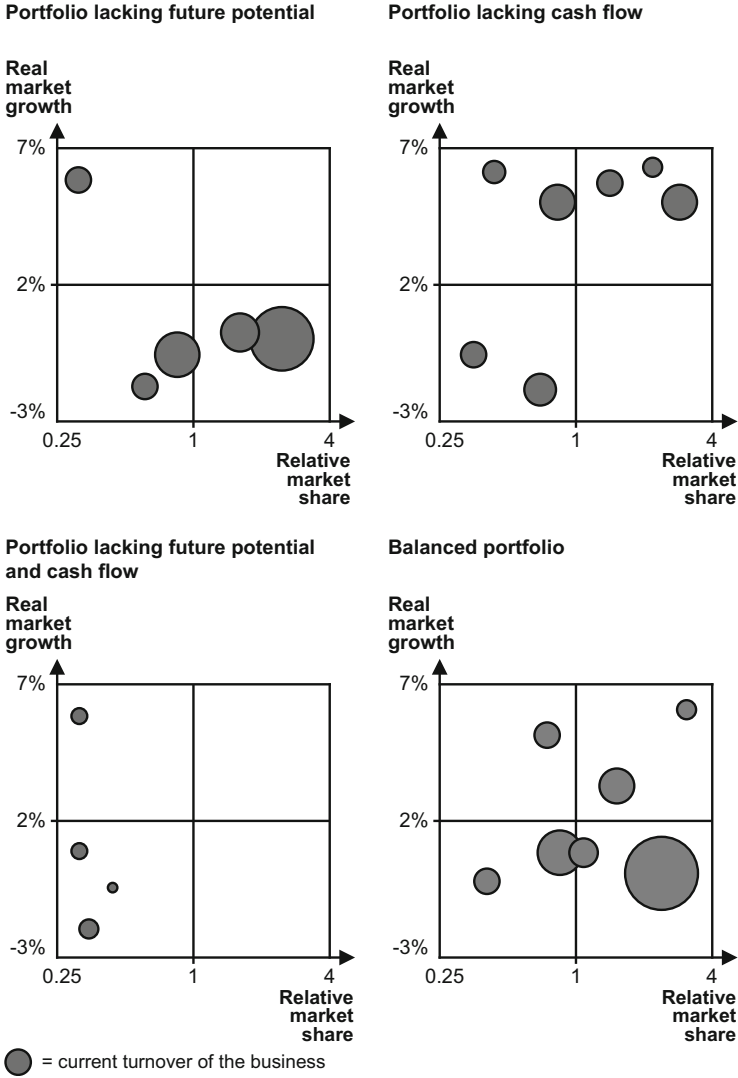 Portfolio lacking future potential
Real
market
growth
7%
2%
-3%
0.25
1
4
Relative
market
share
Portfolio lacking cash flow
Real
market
growth
7%
2%
-3%
0.25
1
4
Relative
market
share
Portfolio lacking future potential
and cash flow
Real
market
growth
7%
2%
-3%
0.25
1
4
Relative
market
share
Balanced portfolio
Real
market
growth
7%
2%
-3%
0.25
1
4
Relative
market
share
= current turnover of the business